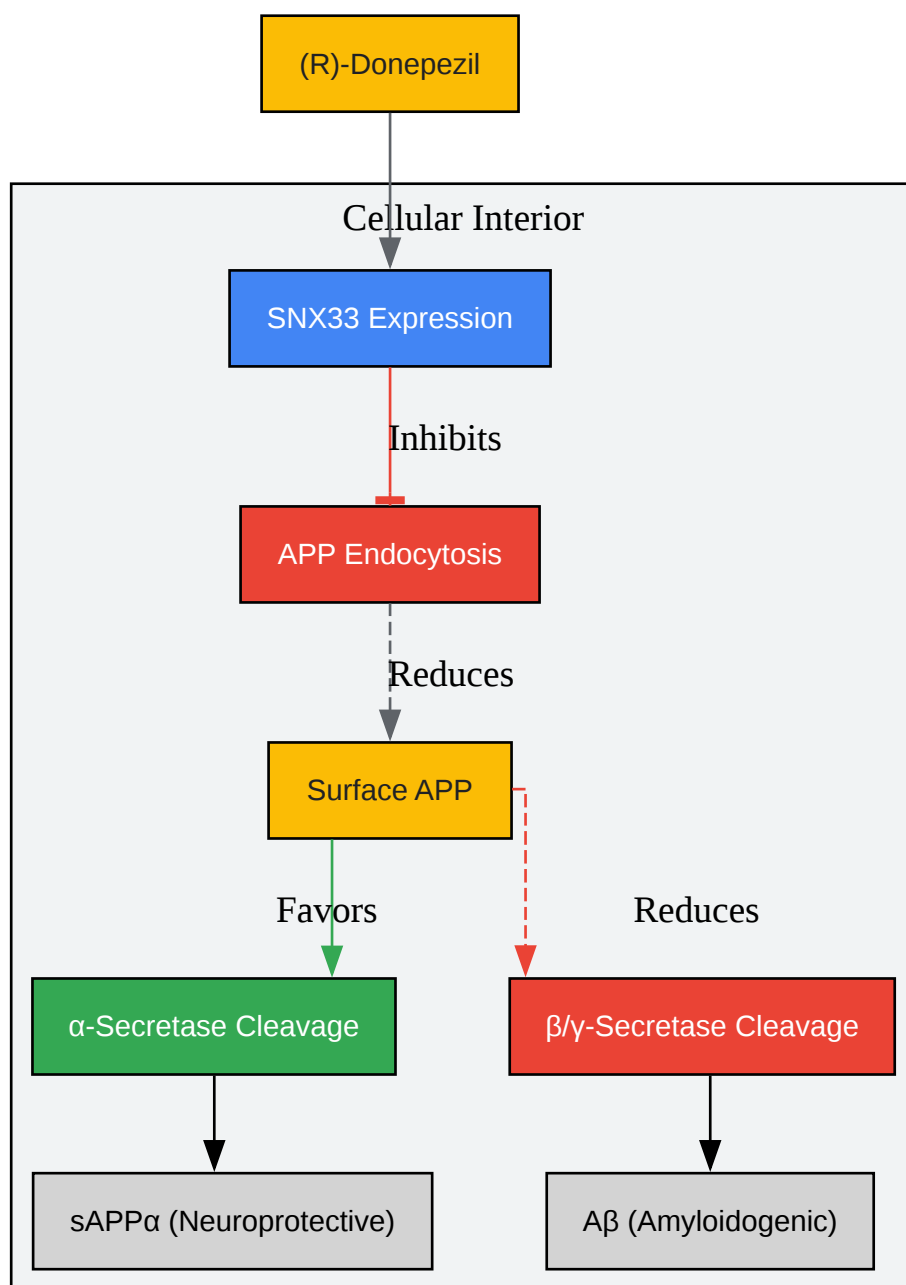 (R)-Donepezil
Cellular Interior
SNX33 Expression
Inhibits
APP Endocytosis
Reduces
Surface APP
Favors
Reduces
α-Secretase Cleavage
β/γ-Secretase Cleavage
sAPPα (Neuroprotective)
Aβ (Amyloidogenic)